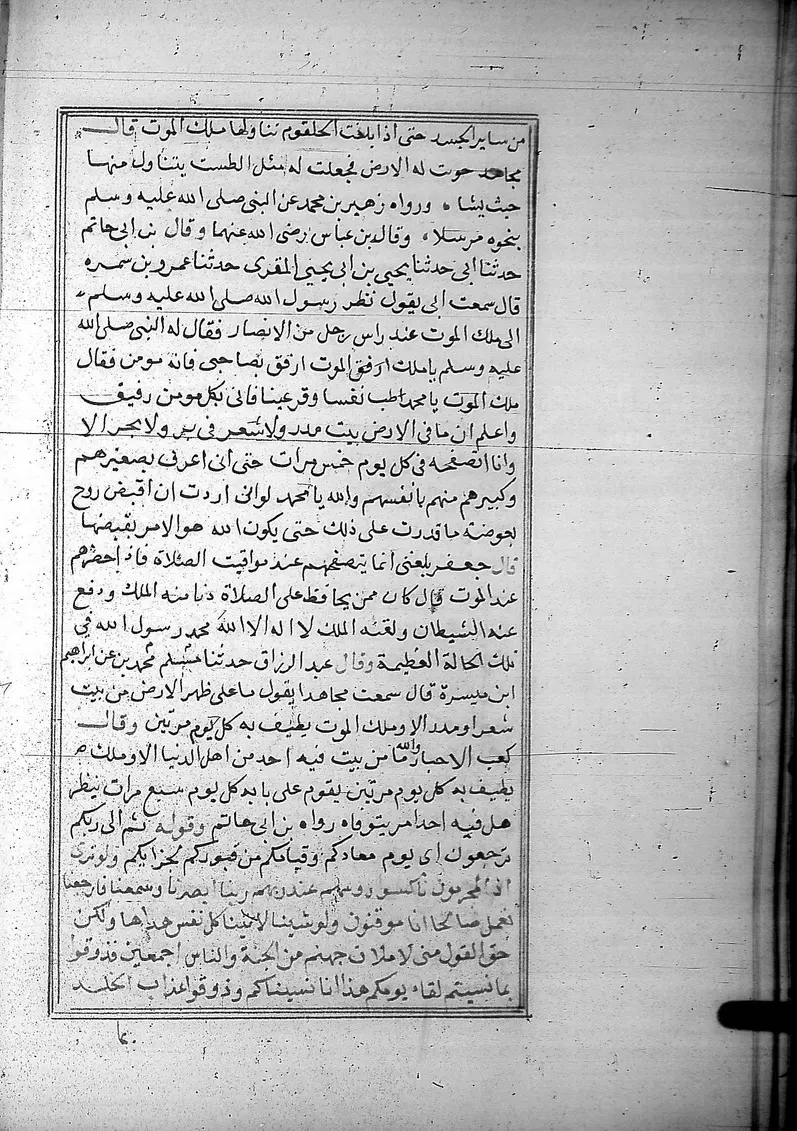 من ساير الجسد حتى اذا بلغت الحلقوم تناولها ملك الموت قال
مجاهد حويت له الارض فجعلت له مثل الطست يتناول منها
حيث يشاء ورواه زهير بن محمد عن النبي صلى الله عليه وسلم
بنحوه مرسلاء وقاله بن عباس رضي الله عنهما وقال بن ابي حاتم
حدثنا ابي حدثنا يحيى بن ابي يحيى المقرى حدثنا عمرو بن سمره
قال سمعت ابي يقول نظر رسول الله صلى الله عليه وسلم
الى ملك الموت عند راس رجل من الانصار فقال له النبي صلى الله
عليه وسلم يا ملك الموت ارفق بصاحبي فانه مومن فقال
ملك الموت يا محمد طب نفسا وقر عينا فاني بكل مومن رفيق
واعلم ان ما في الارض بيت مدر ولا شعر في بر ولا بحر الا
وانا اتصفحه في كل يوم خمس مرات حتى اني اعرف بصغيرهم
وكبيرهم منهم بانفسهم والله يا محمد لو اني اردت ان اقبض روح
بعوضة ما قدرت على ذلك حتى يكون الله هو الامر بقبضها
قال جعفر بلغني انما يتصفحهم عند مواقيت الصلاة فاذا حضرهم
عند الموت قال كان ممن يحافظ على الصلاة دنا منه الملك ودفع
عنه الشيطان ولقنه الملك لا اله الا الله محمد رسول الله في
تلك الحالة العظيمة وقال عبد الرزاق حدثنا محمد بن مسلم عن ابراهيم
ابن ميسرة قال سمعت مجاهدا يقول ما على ظهر الارض من بيت
شعر او مدر الا وملك الموت يطيف به كل يوم مرتين وقال
كعب الاحبار والله ما من بيت فيه احد من اهل الدنيا الا وملك
يطيف به كل يوم مرتين يقوم على بابه كل يوم سبع مرات ينظر
هل فيه احد امر بتوفاه رواه بن ابي حاتم وقوله ثم الى ربكم
ترجعون اي يوم معادكم وقيامكم من قبوركم لجزايكم ولو ترى
اذ المجرمون ناكسو روسهم عند ربهم ربنا ابصرنا وسمعنا فارجعنا
نعمل صالحا انا موقنون ولو شينا لاتينا كل نفس هداها ولكن
حق القول مني لاملان جهنم من الجنة والناس اجمعين فذوقوا
بما نسيتم لقاء يومكم هذا انا نسيناكم وذوقوا عذاب الخلد
بما